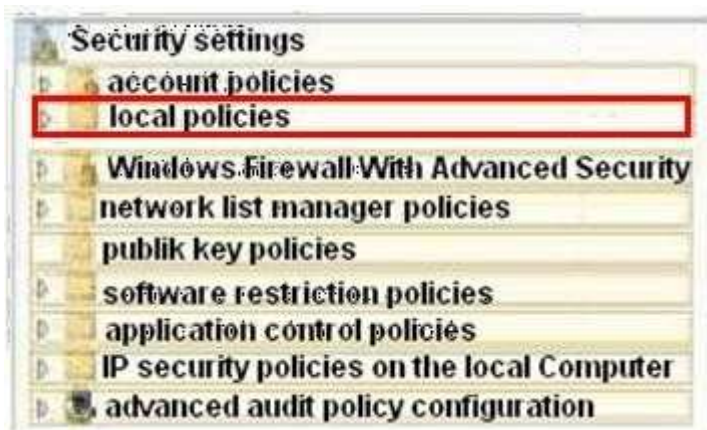 Security settings
account policies
local policies
Windows Firewall With Advanced Security
network list manager policies
publik key policies
software restriction policies
application control policies
IP security policies on the local Computer
advanced audit policy configuration